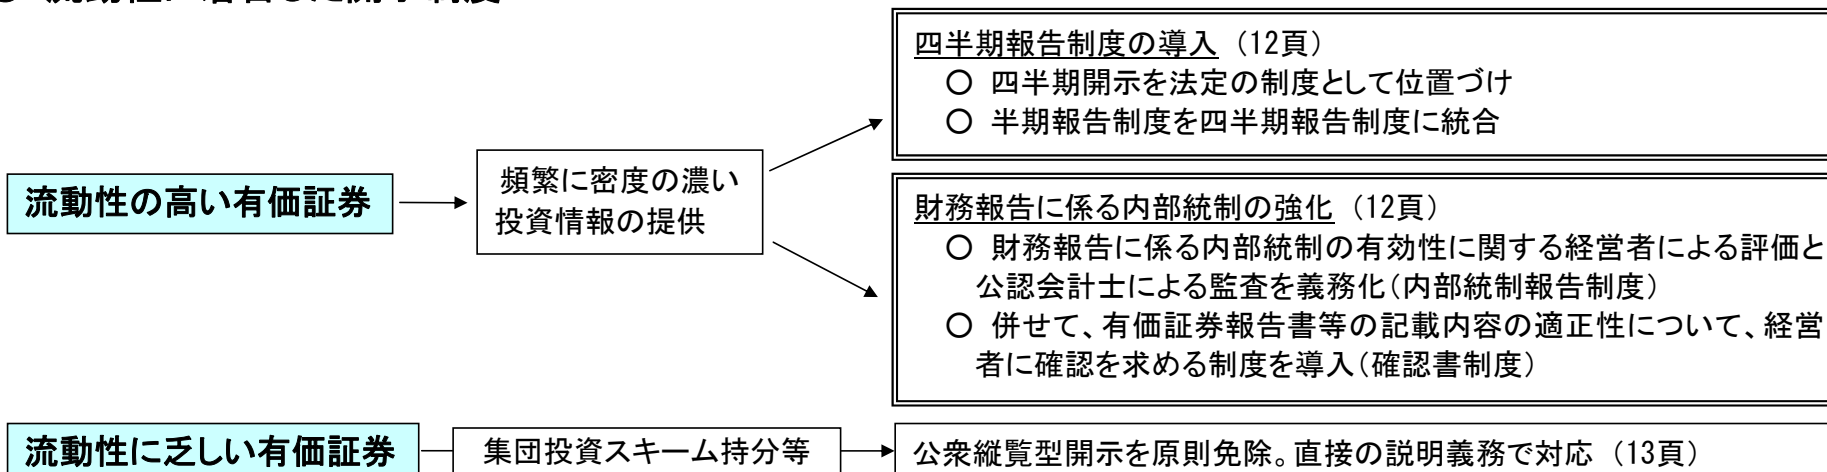 流動性の高い有価証券
頻繁に密度の濃い
投資情報の提供
四半期報告制度の導入（12頁）
○ 四半期開示を法定の制度として位置づけ
○ 半期報告制度を四半期報告制度に統合
財務報告に係る内部統制の強化（12頁）
○ 財務報告に係る内部統制の有効性に関する経営者による評価と
公認会計士による監査を義務化（内部統制報告制度）
○ 併せて、有価証券報告書等の記載内容の適正性について、経営
者に確認を求める制度を導入（確認書制度）
流動性に乏しい有価証券
集団投資スキーム持分等
公衆縦覧型開示を原則免除。直接の説明義務で対応（13頁）